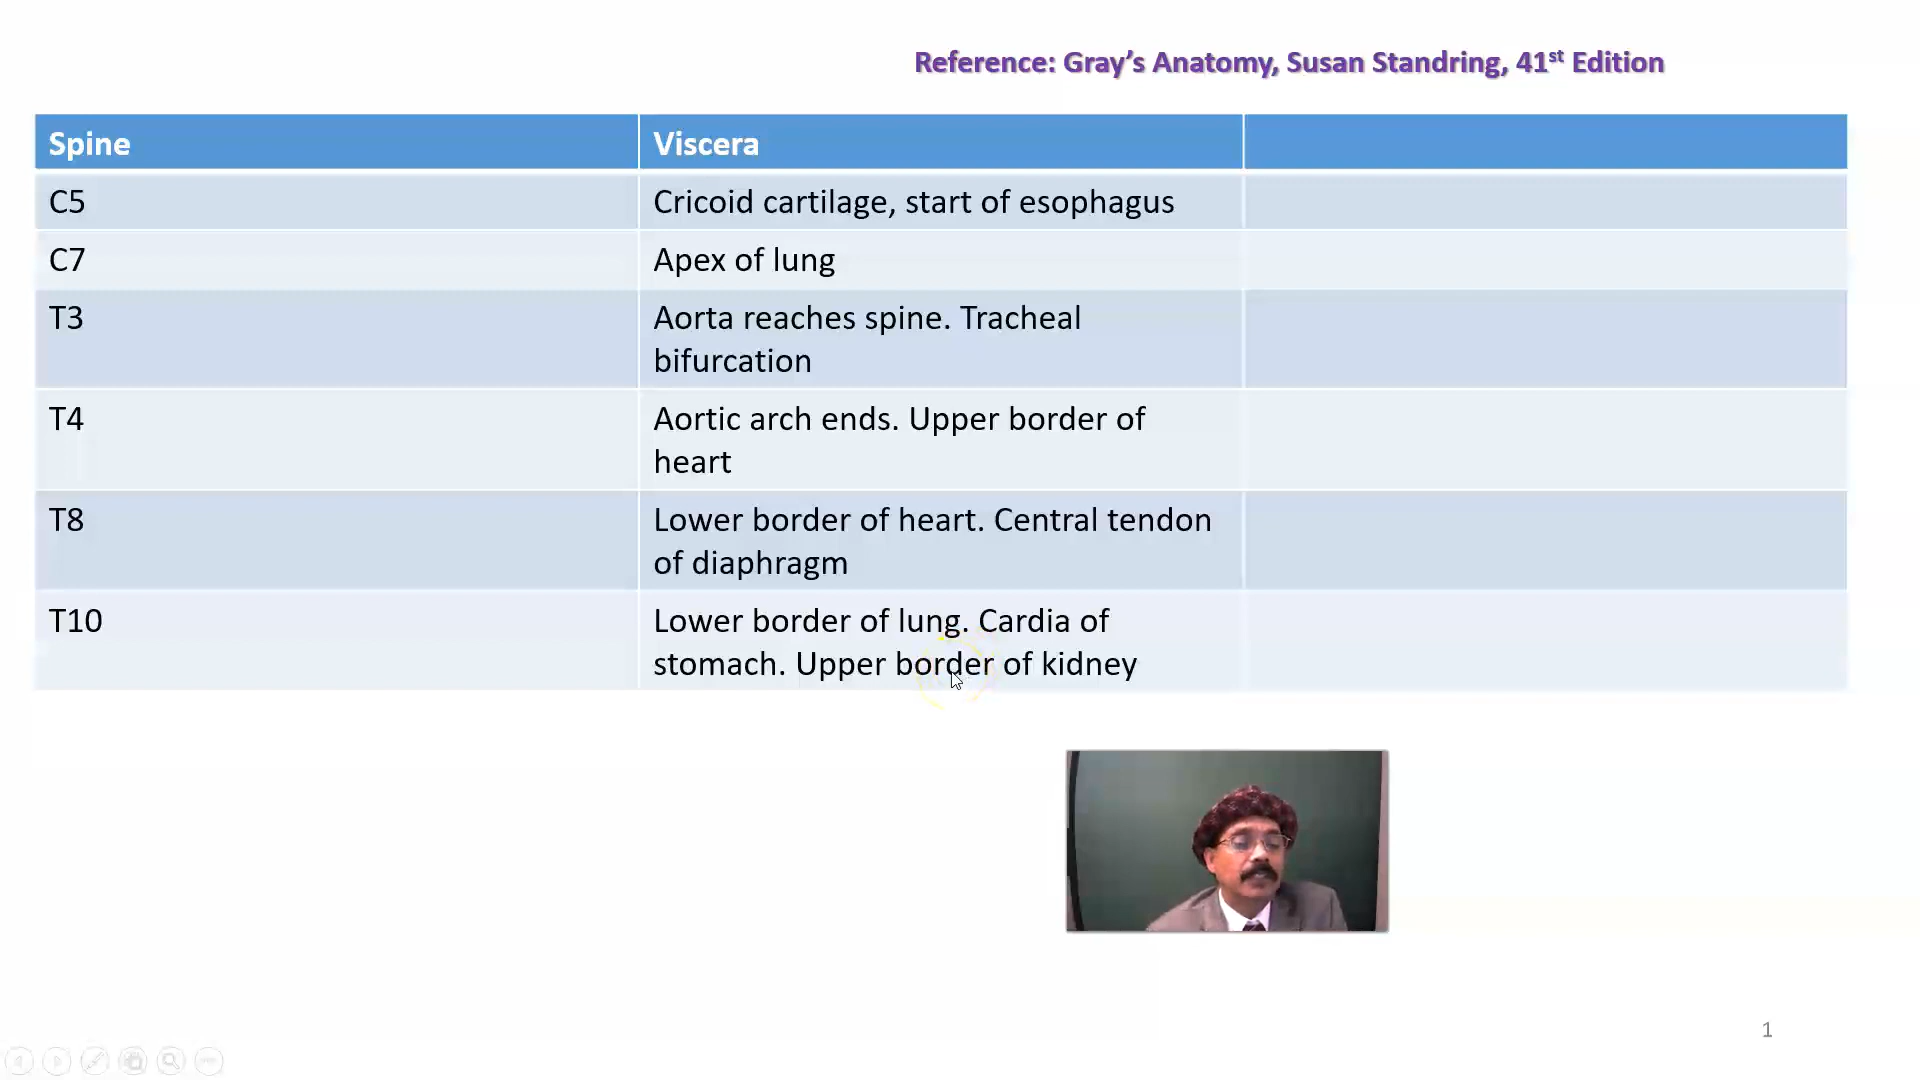 Reference: Gray’s Anatomy, Susan Standring, 41st Edition
Spine Viscera
C5 Cricoid cartilage, start of esophagus
C7 Apex of lung
T3 Aorta reaches spine. Tracheal
bifurcation
T4 Aortic arch ends. Upper border of
heart
T8 Lower border of heart. Central tendon
of diaphragm
T10 Lower border of lung. Cardia of
stomach. Upper border of kidney
1